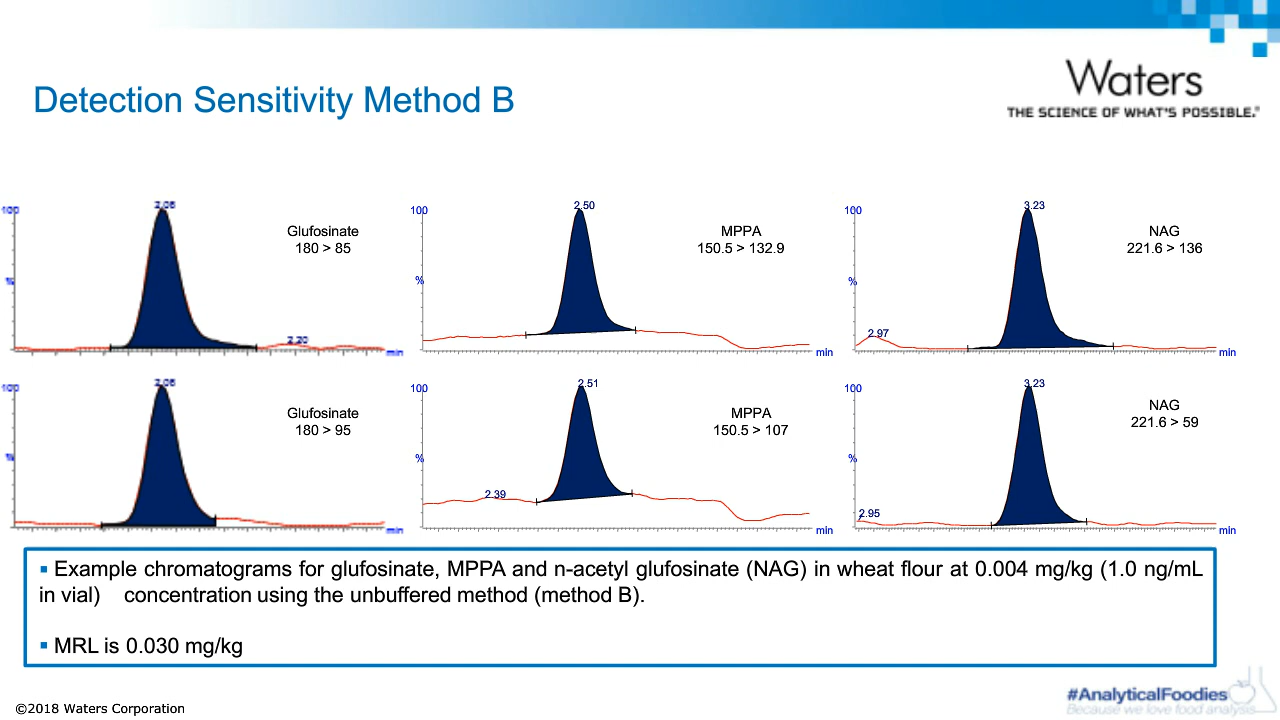 Detection Sensitivity Method B
Waters
THE SCIENCE OF WHAT'S POSSIBLE.®
100
%
2.06
2.20
Glufosinate
180 > 85
min
100
%
2.50
MPPA
150.5 > 132.9
min
100
%
2.97
3.23
NAG
221.6 > 136
min
100
%
2.06
Glufosinate
180 > 95
min
100
%
2.39
2.51
MPPA
150.5 > 107
min
100
%
2.95
3.23
NAG
221.6 > 59
min
▪ Example chromatograms for glufosinate, MPPA and n-acetyl glufosinate (NAG) in wheat flour at 0.004 mg/kg (1.0 ng/mL
in vial) concentration using the unbuffered method (method B).
▪ MRL is 0.030 mg/kg
©2018 Waters Corporation
#AnalyticalFoodies
Because we love food analysis